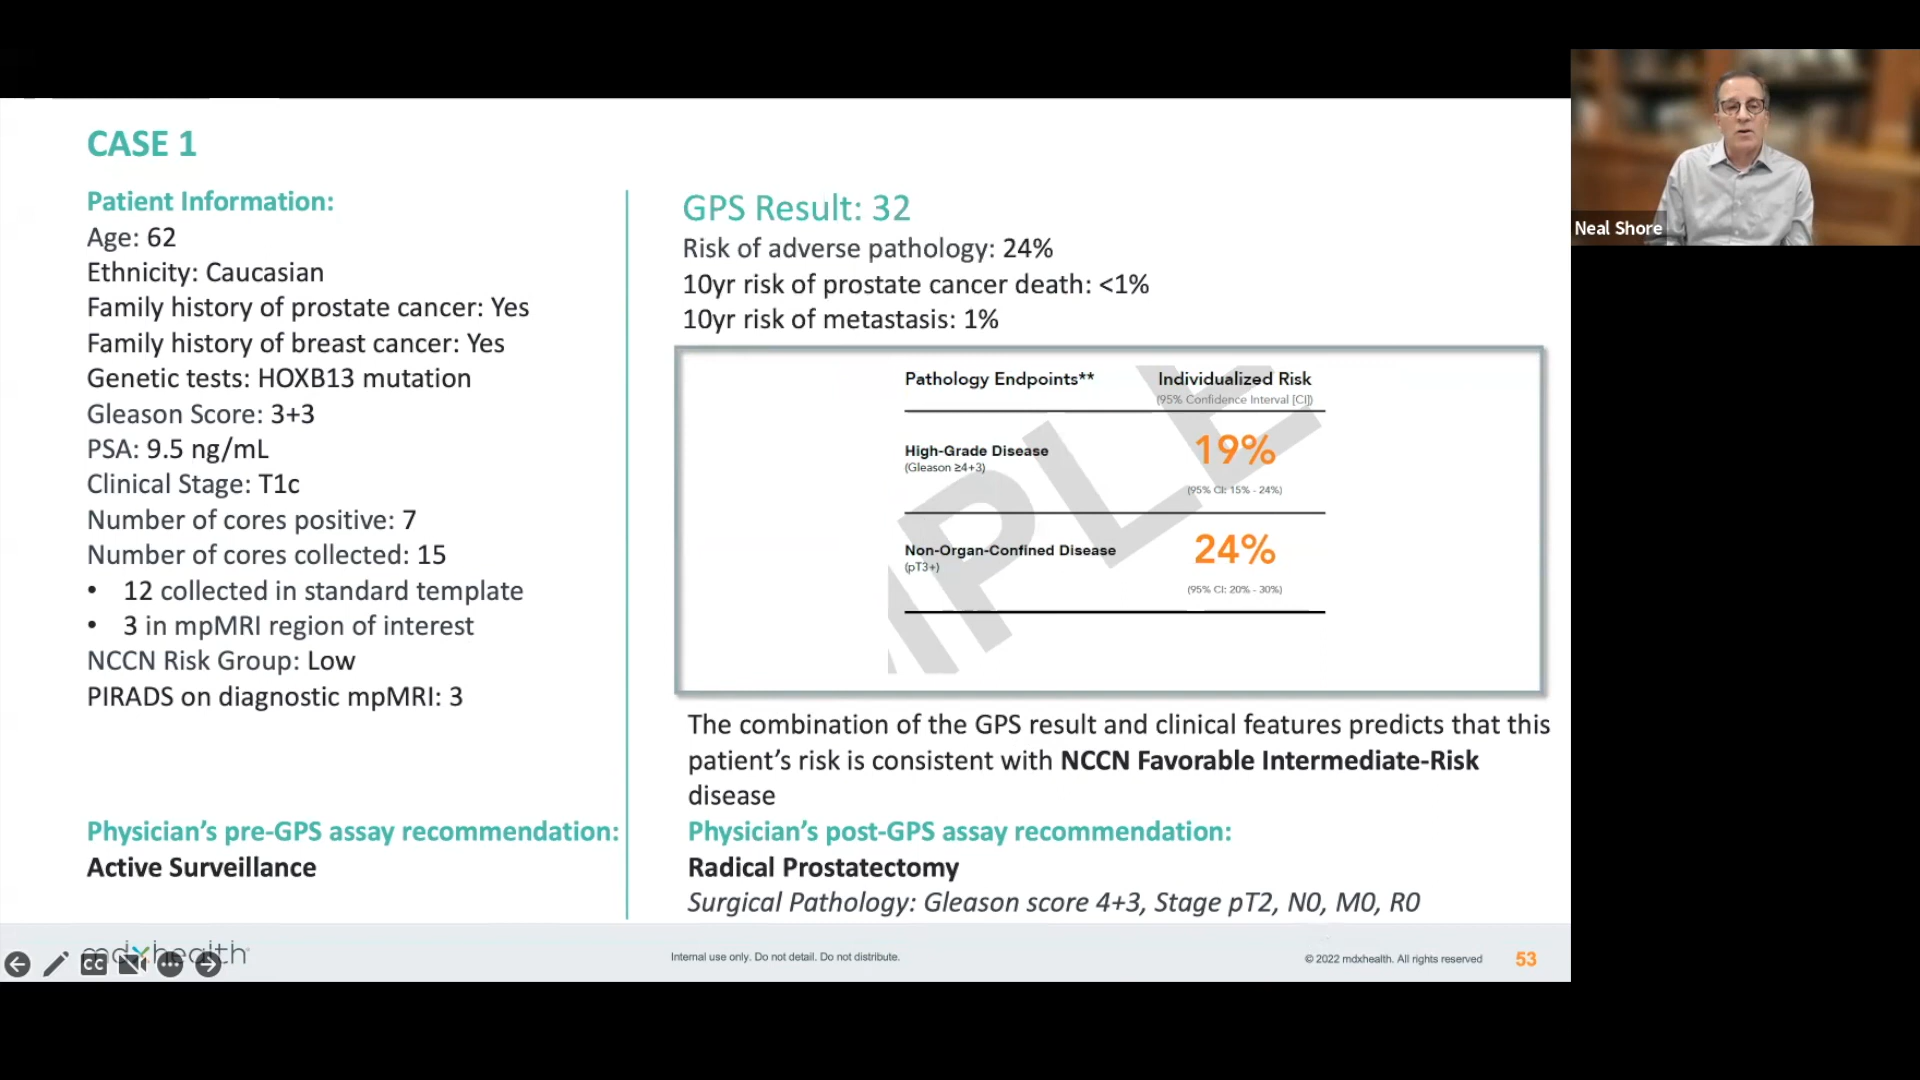 CASE 1
Patient Information:
Age: 62
Ethnicity: Caucasian
Family history of prostate cancer: Yes
Family history of breast cancer: Yes
Genetic tests: HOXB13 mutation
Gleason Score: 3+3
PSA: 9.5 ng/mL
Clinical Stage: T1c
Number of cores positive: 7
Number of cores collected: 15
• 12 collected in standard template
• 3 in mpMRI region of interest
NCCN Risk Group: Low
PIRADS on diagnostic mpMRI: 3
Physician's pre-GPS assay recommendation:
Active Surveillance
GPS Result: 32
Risk of adverse pathology: 24%
10yr risk of prostate cancer death: <1%
10yr risk of metastasis: 1%
Pathology Endpoints** Individualized Risk
(95% Confidence Interval [CI])
High-Grade Disease 19%
(Gleason ≥4+3)
(95% CI: 15% - 24%)
Non-Organ-Confined Disease 24%
(pT3+)
(95% CI: 20% - 30%)
MPLE
The combination of the GPS result and clinical features predicts that this
patient's risk is consistent with NCCN Favorable Intermediate-Risk
disease
Physician's post-GPS assay recommendation:
Radical Prostatectomy
Surgical Pathology: Gleason score 4+3, Stage pT2, N0, M0, R0
mdxhealth
CC
Internal use only. Do not detail. Do not distribute.
© 2022 mdxhealth. All rights reserved
53
Neal Shore